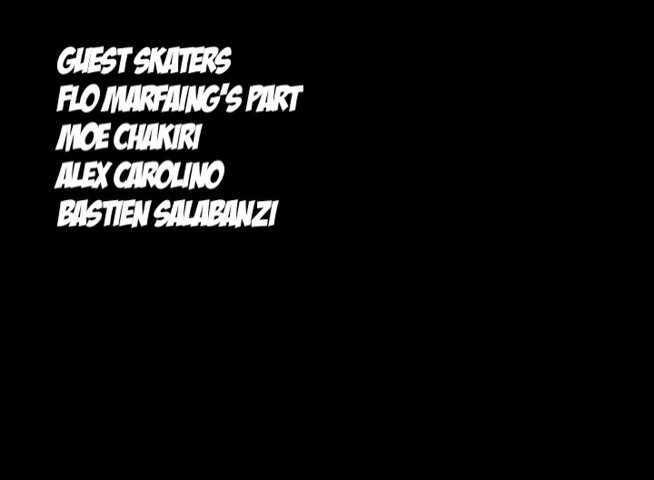 GUEST SKATERS
FLO MARFAING'S PART
MOE CHAKIRI
ALEX CAROLINO
BASTIEN SALABANZI